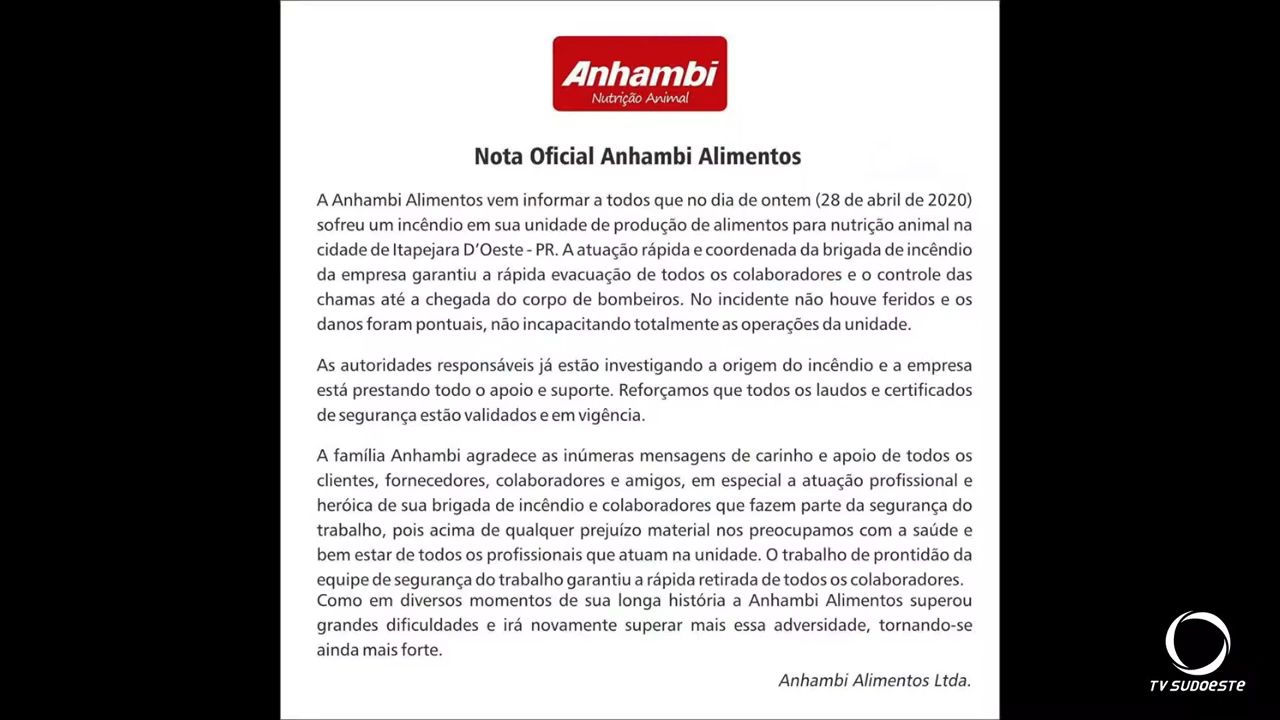 Anhambi
Nutrição Animal
Nota Oficial Anhambi Alimentos
A Anhambi Alimentos vem informar a todos que no dia de ontem (28 de abril de 2020)
sofreu um incêndio em sua unidade de produção de alimentos para nutrição animal na
cidade de Itapejara D’Oeste - PR. A atuação rápida e coordenada da brigada de incêndio
da empresa garantiu a rápida evacuação de todos os colaboradores e o controle das
chamas até a chegada do corpo de bombeiros. No incidente não houve feridos e os
danos foram pontuais, não incapacitando totalmente as operações da unidade.
As autoridades responsáveis já estão investigando a origem do incêndio e a empresa
está prestando todo o apoio e suporte. Reforçamos que todos os laudos e certificados
de segurança estão validados e em vigência.
A família Anhambi agradece as inúmeras mensagens de carinho e apoio de todos os
clientes, fornecedores, colaboradores e amigos, em especial a atuação profissional e
heróica de sua brigada de incêndio e colaboradores que fazem parte da segurança do
trabalho, pois acima de qualquer prejuízo material nos preocupamos com a saúde e
bem estar de todos os profissionais que atuam na unidade. O trabalho de prontidão da
equipe de segurança do trabalho garantiu a rápida retirada de todos os colaboradores.
Como em diversos momentos de sua longa história a Anhambi Alimentos superou
grandes dificuldades e irá novamente superar mais essa adversidade, tornando-se
ainda mais forte.
Anhambi Alimentos Ltda.
TV SUDOESTE